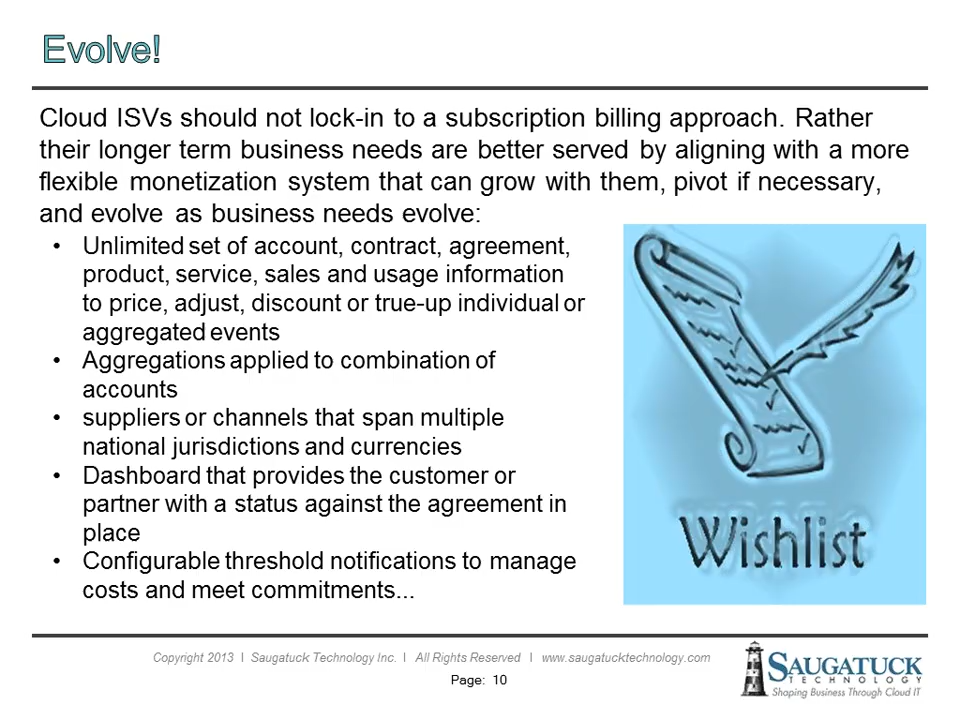 Evolve!
Cloud ISVs should not lock-in to a subscription billing approach. Rather
their longer term business needs are better served by aligning with a more
flexible monetization system that can grow with them, pivot if necessary,
and evolve as business needs evolve:
• Unlimited set of account, contract, agreement,
product, service, sales and usage information
to price, adjust, discount or true-up individual or
aggregated events
• Aggregations applied to combination of
accounts
• suppliers or channels that span multiple
national jurisdictions and currencies
• Dashboard that provides the customer or
partner with a status against the agreement in
place
• Configurable threshold notifications to manage
costs and meet commitments...
Wishlist
Copyright 2013 | Saugatuck Technology Inc. | All Rights Reserved | www.saugatucktechnology.com
Page: 10
SAUGATUCK
TECHNOLOGY
Shaping Business Through Cloud IT